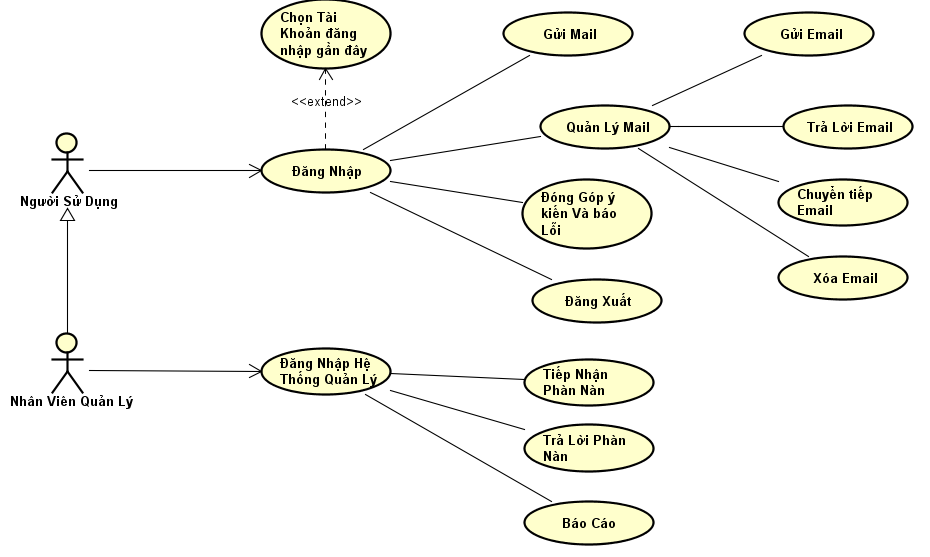 Chọn Tài
Khoản đăng
nhập gần đây
Gửi Mail
Gửi Email
<<extend>>
Quản Lý Mail
Trả Lời Email
Đăng Nhập
Người Sử Dụng
Đóng Góp ý
kiến Và báo
Lỗi
Chuyển tiếp
Email
Xóa Email
Đăng Xuất
Đăng Nhập Hệ
Thống Quản Lý
Nhân Viên Quản Lý
Tiếp Nhận
Phàn Nàn
Trả Lời Phàn
Nàn
Báo Cáo